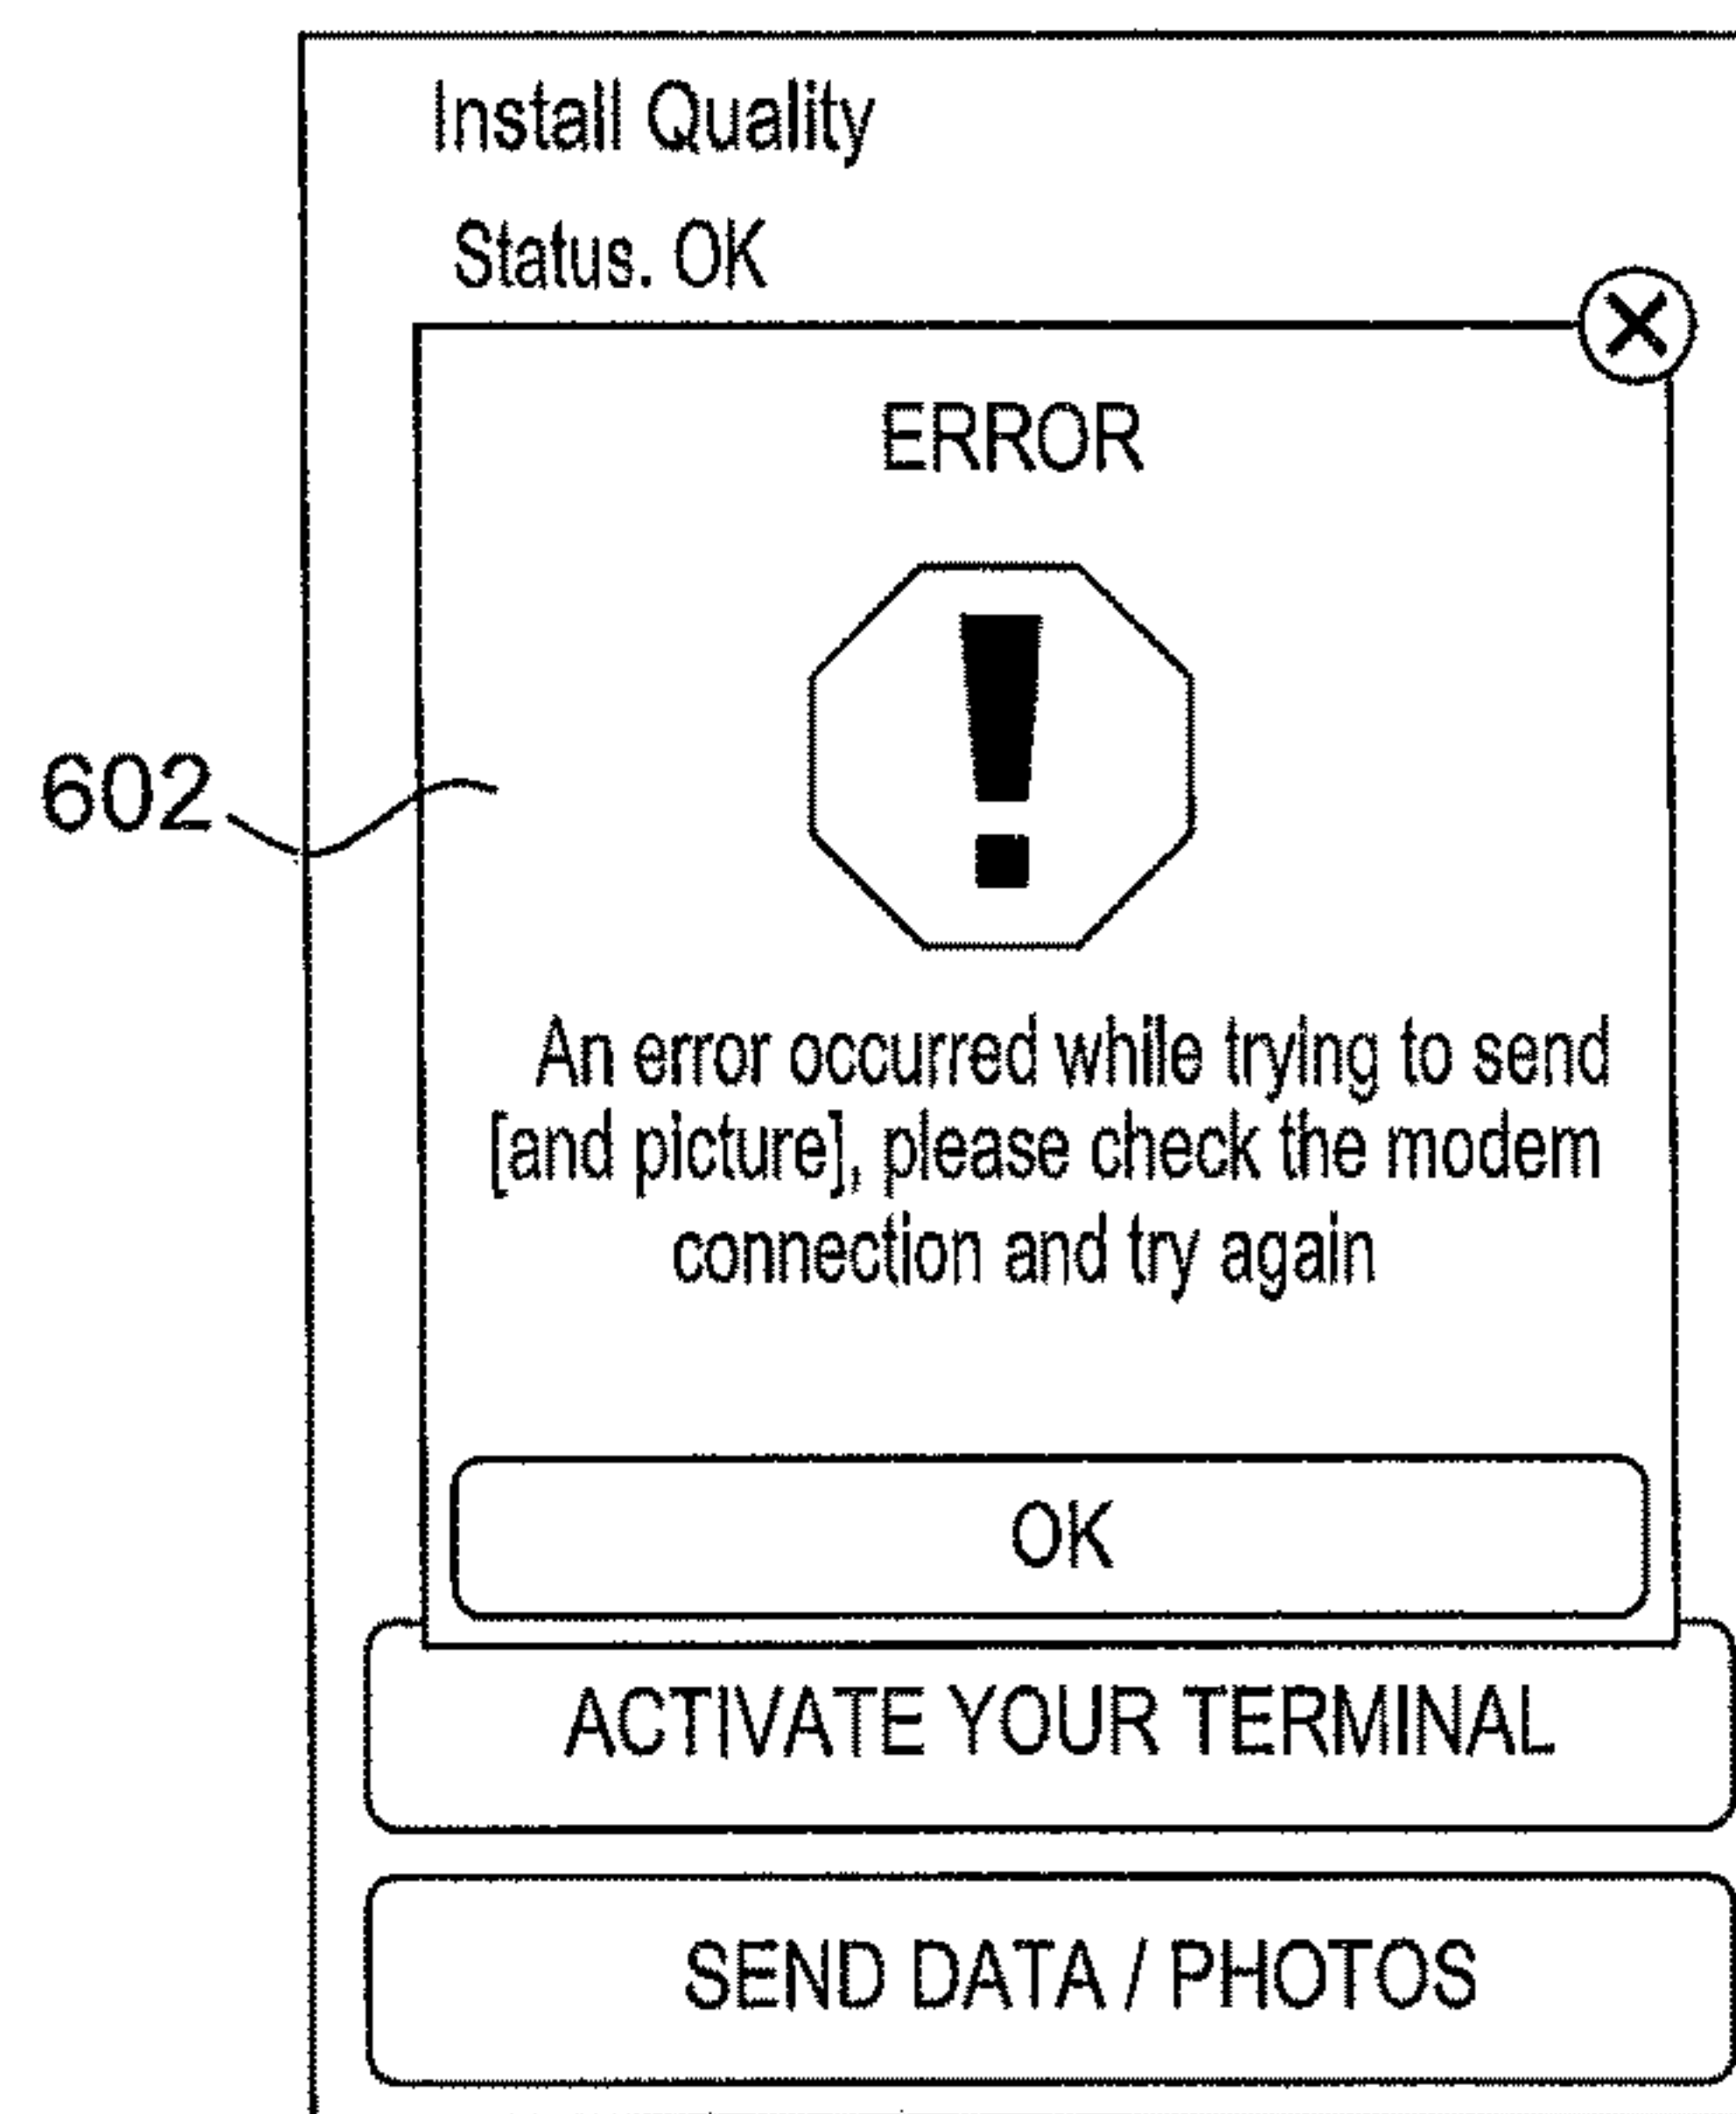 Install Quality
Status. OK
ERROR
602
An error occurred while trying to send
[and picture], please check the modem
connection and try again
OK
ACTIVATE YOUR TERMINAL
SEND DATA / PHOTOS